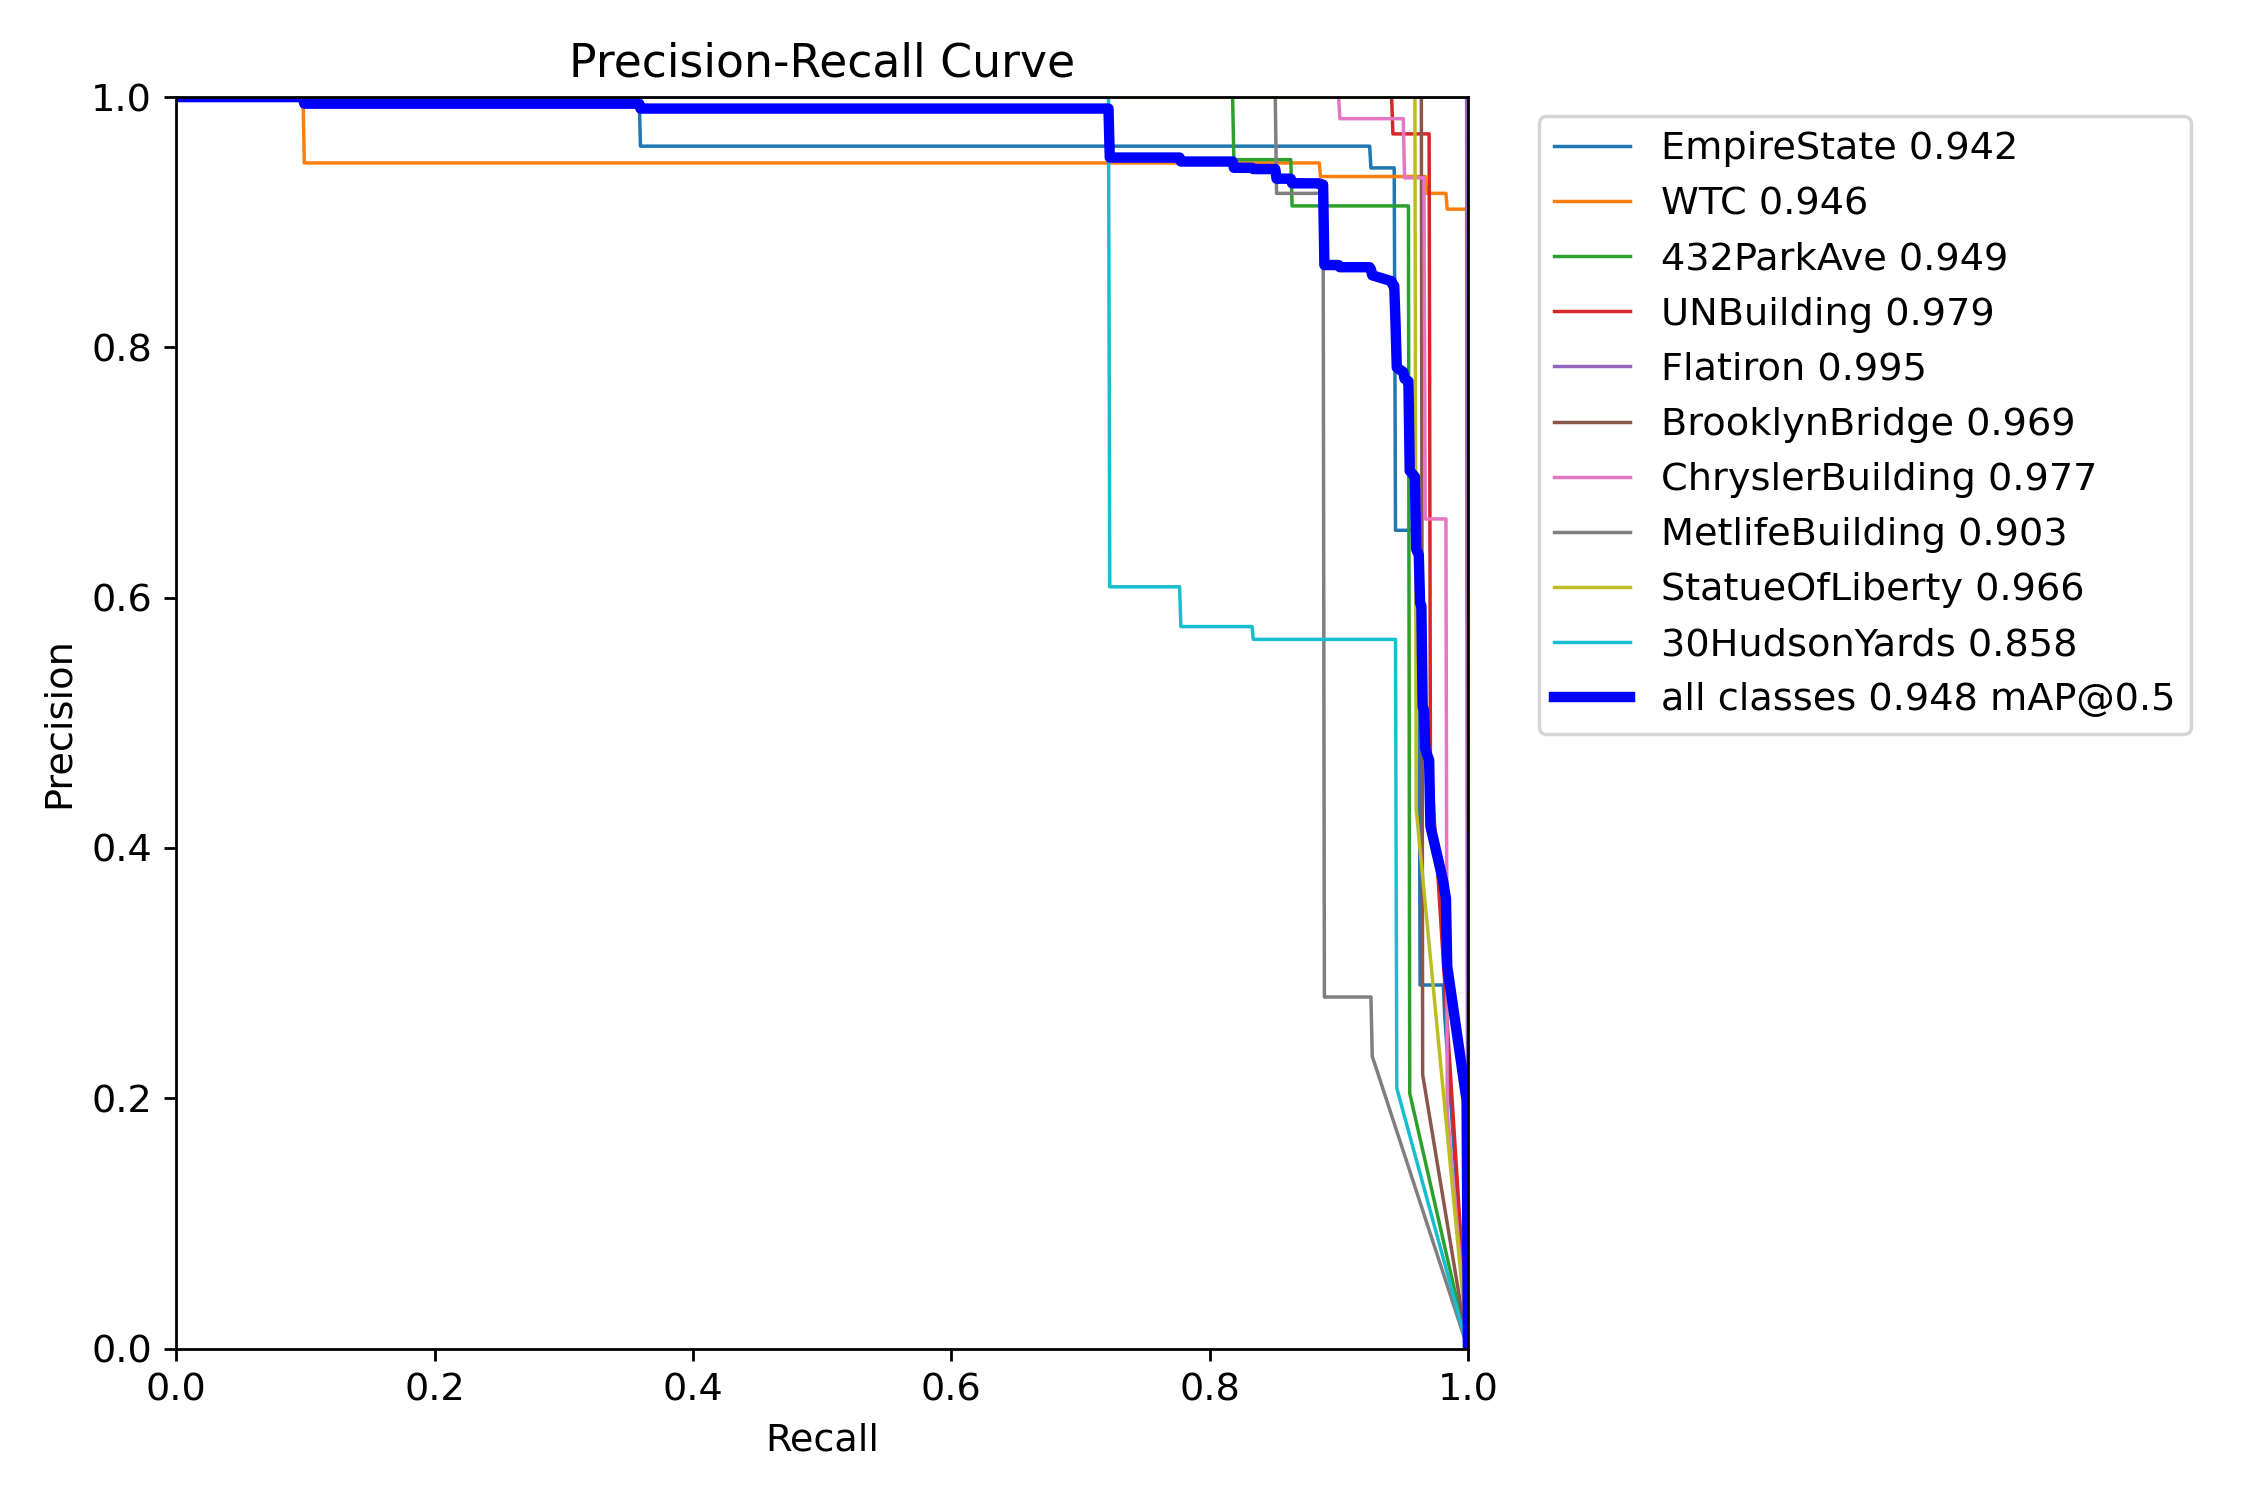 Precision-Recall Curve
1.0
0.8
0.6
0.4
0.2
0.0
Precision
0.0 0.2 0.4 0.6 0.8 1.0
Recall
EmpireState 0.942
WTC 0.946
432ParkAve 0.949
UNBuilding 0.979
Flatiron 0.995
BrooklynBridge 0.969
ChryslerBuilding 0.977
MetlifeBuilding 0.903
StatueOfLiberty 0.966
30HudsonYards 0.858
all classes 0.948 mAP@0.5